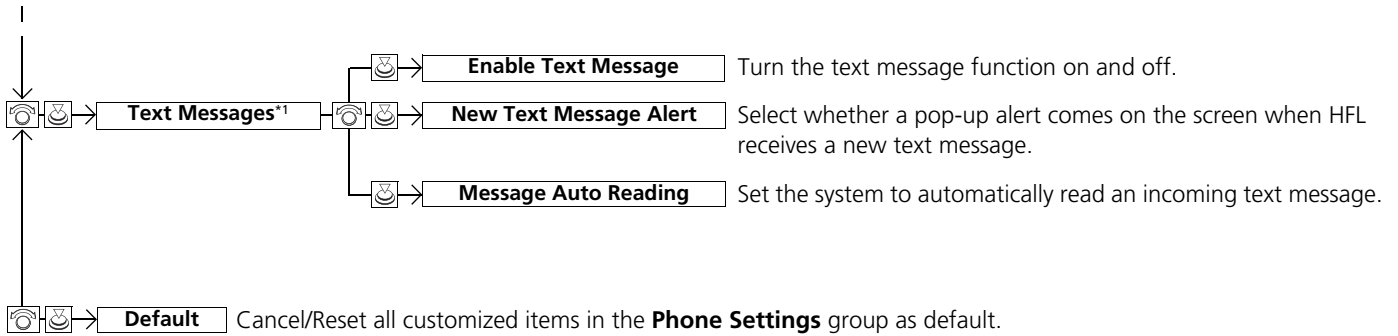 Enable Text Message Turn the text message function on and off.
Text Messages*1 New Text Message Alert Select whether a pop-up alert comes on the screen when HFL
receives a new text message.
Message Auto Reading Set the system to automatically read an incoming text message.
Default Cancel/Reset all customized items in the Phone Settings group as default.